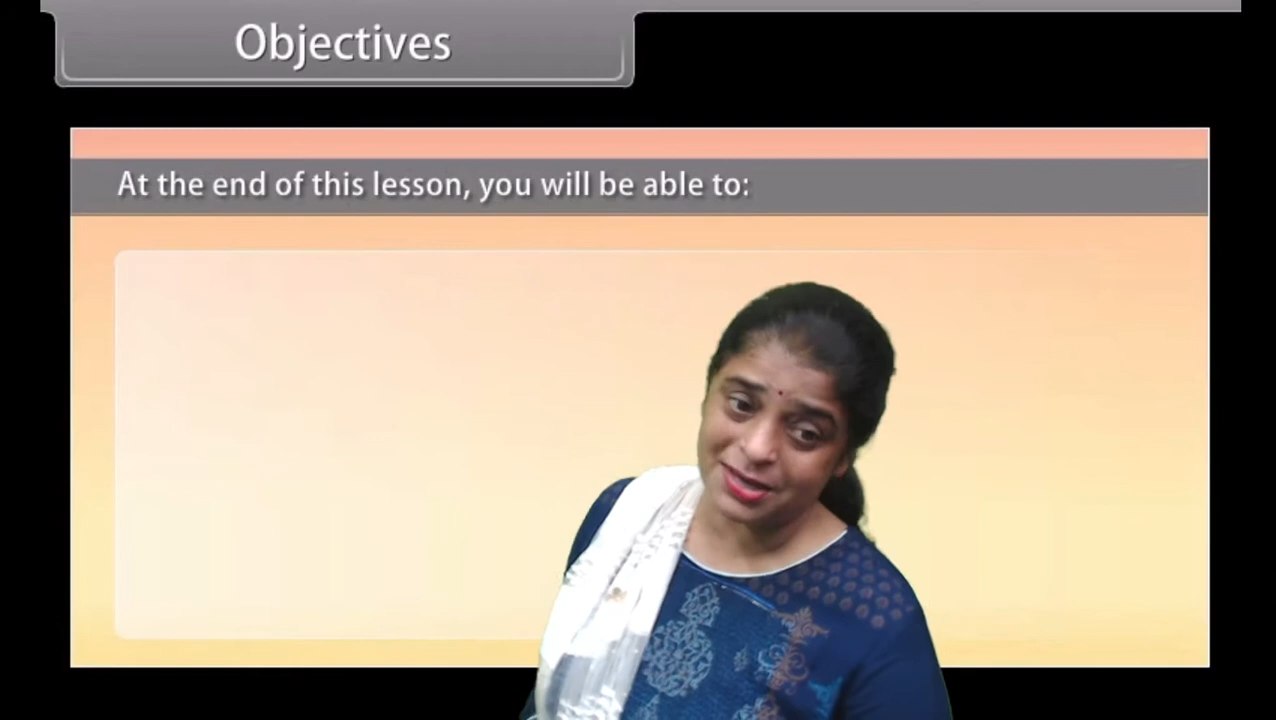 Objectives
At the end of this lesson, you will be able to: